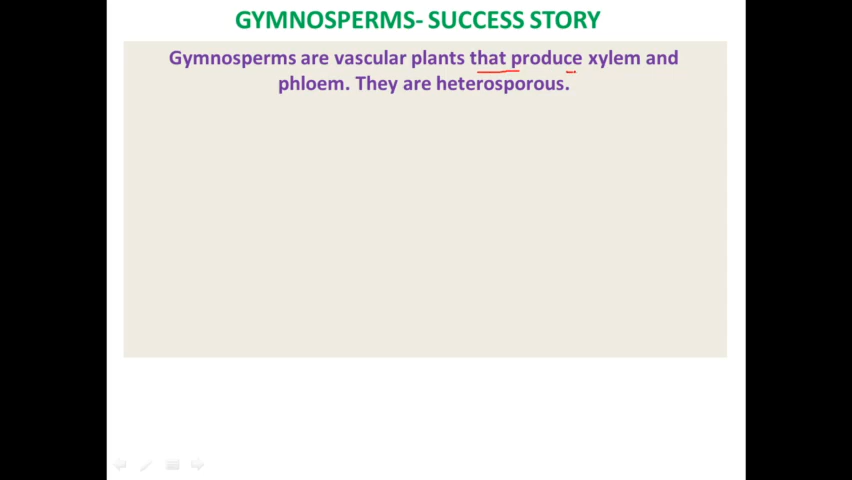 GYMNOSPERMS- SUCCESS STORY
Gymnosperms are vascular plants that produce xylem and
phloem. They are heterosporous.